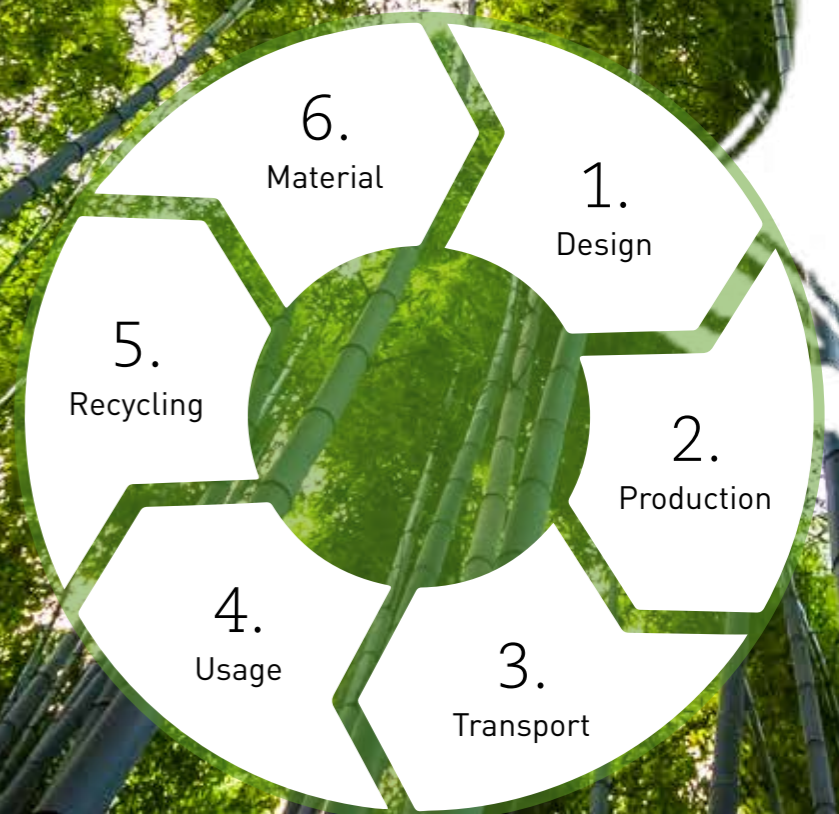 1.
Design
2.
Production
3.
Transport
4.
Usage
5.
Recycling
6.
Material